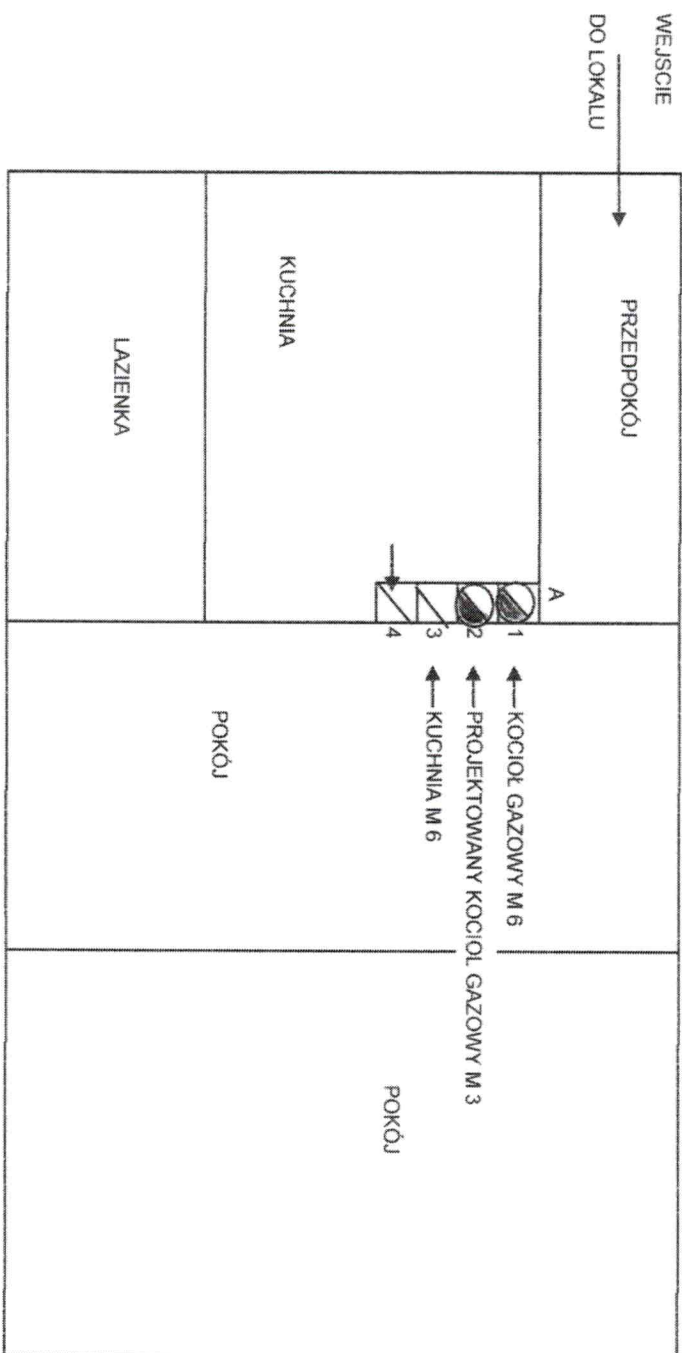 WEJSCIE
DO LOKALU
PRZEDPOKÓJ
KUCHNIA
LAZIENKA
A
1
2
3
4
KOCIOŁ GAZOWY M 6
PROJEKTOWANY KOCIOL GAZOWY M 3
KUCHNIA M 6
POKÓJ
POKÓJ